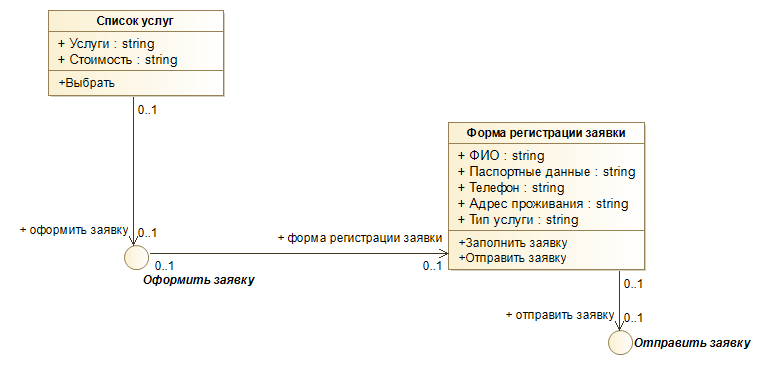 Список услуг
+ Услуги : string
+ Стоимость : string
+Выбрать
0..1
+ оформить заявку
0..1
Оформить заявку
0..1
+ форма регистрации заявки
0..1
Форма регистрации заявки
+ ФИО : string
+ Паспортные данные : string
+ Телефон : string
+ Адрес проживания : string
+ Тип услуги : string
+Заполнить заявку
+Отправить заявку
0..1
+ отправить заявку
0..1
Отправить заявку